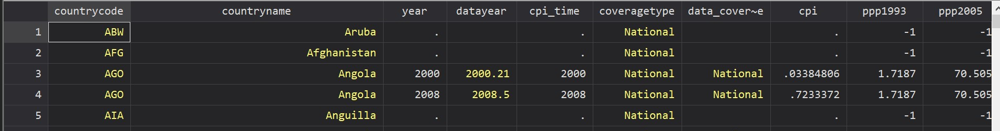 countrycode countryname year datayear cpi_time coveragetype data_cover~e cpi ppp1993 ppp2005
1 ABW Aruba . . National . -1 -1
2 AFG Afghanistan . . National . -1 -1
3 AGO Angola 2000 2000.21 2000 National National .03384806 1.7187 70.505
4 AGO Angola 2008 2008.5 2008 National National .7233372 1.7187 70.505
5 AIA Anguilla . . National . -1 -1